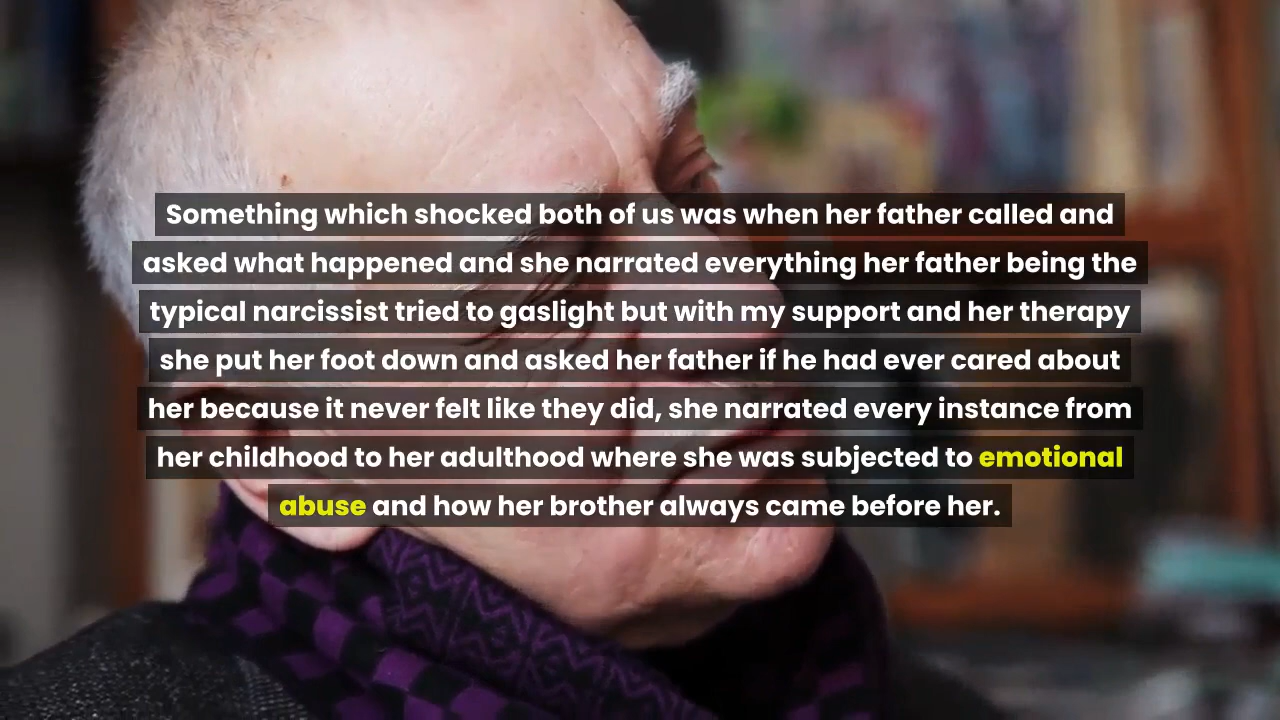 Something which shocked both of us was when her father called and
asked what happened and she narrated everything her father being the
typical narcissist tried to gaslight but with my support and her therapy
she put her foot down and asked her father if he had ever cared about
her because it never felt like they did, she narrated every instance from
her childhood to her adulthood where she was subjected to emotional
abuse and how her brother always came before her.